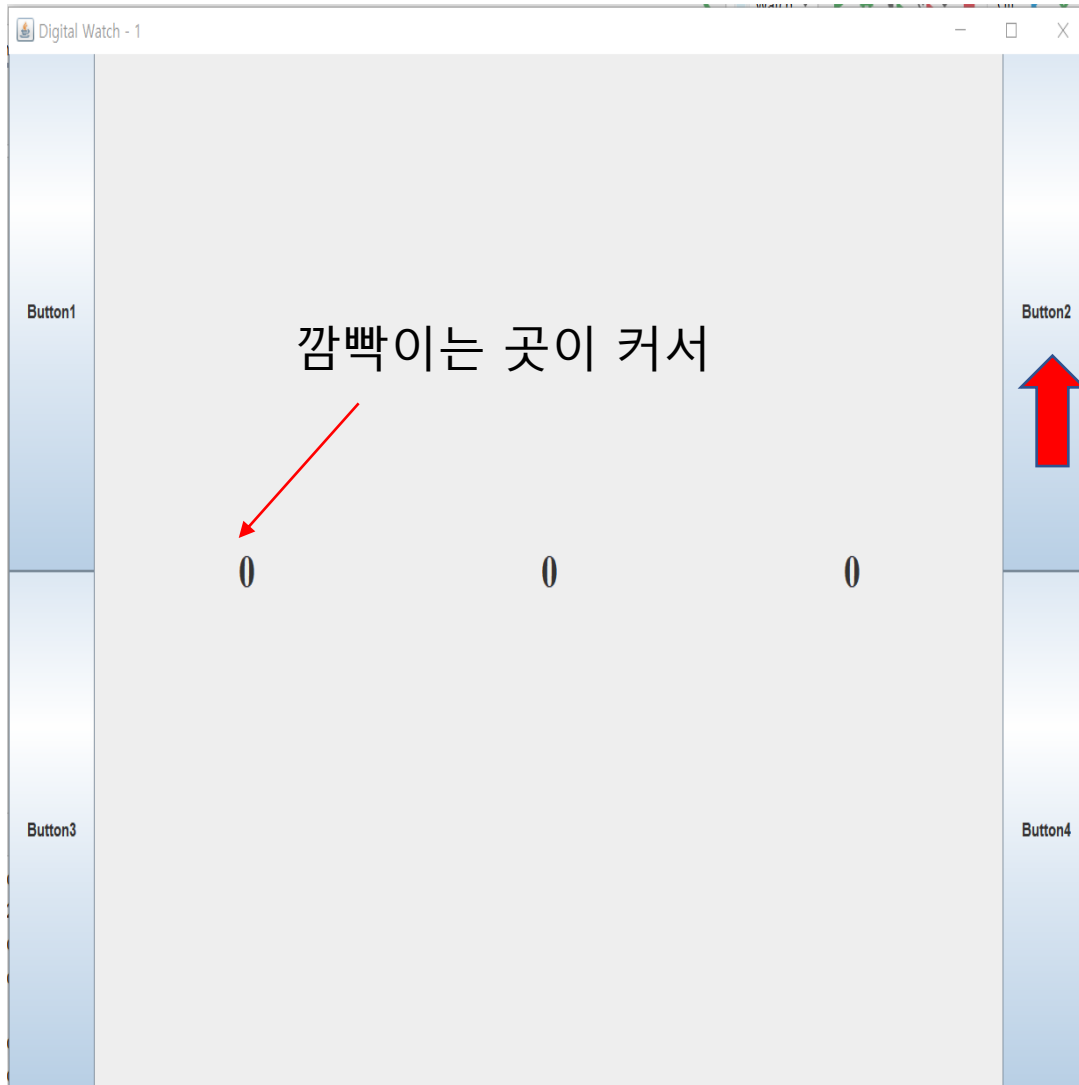 Digital Watch - 1
Button1
Button2
깜빡이는 곳이 커서
0 0 0
Button3
Button4